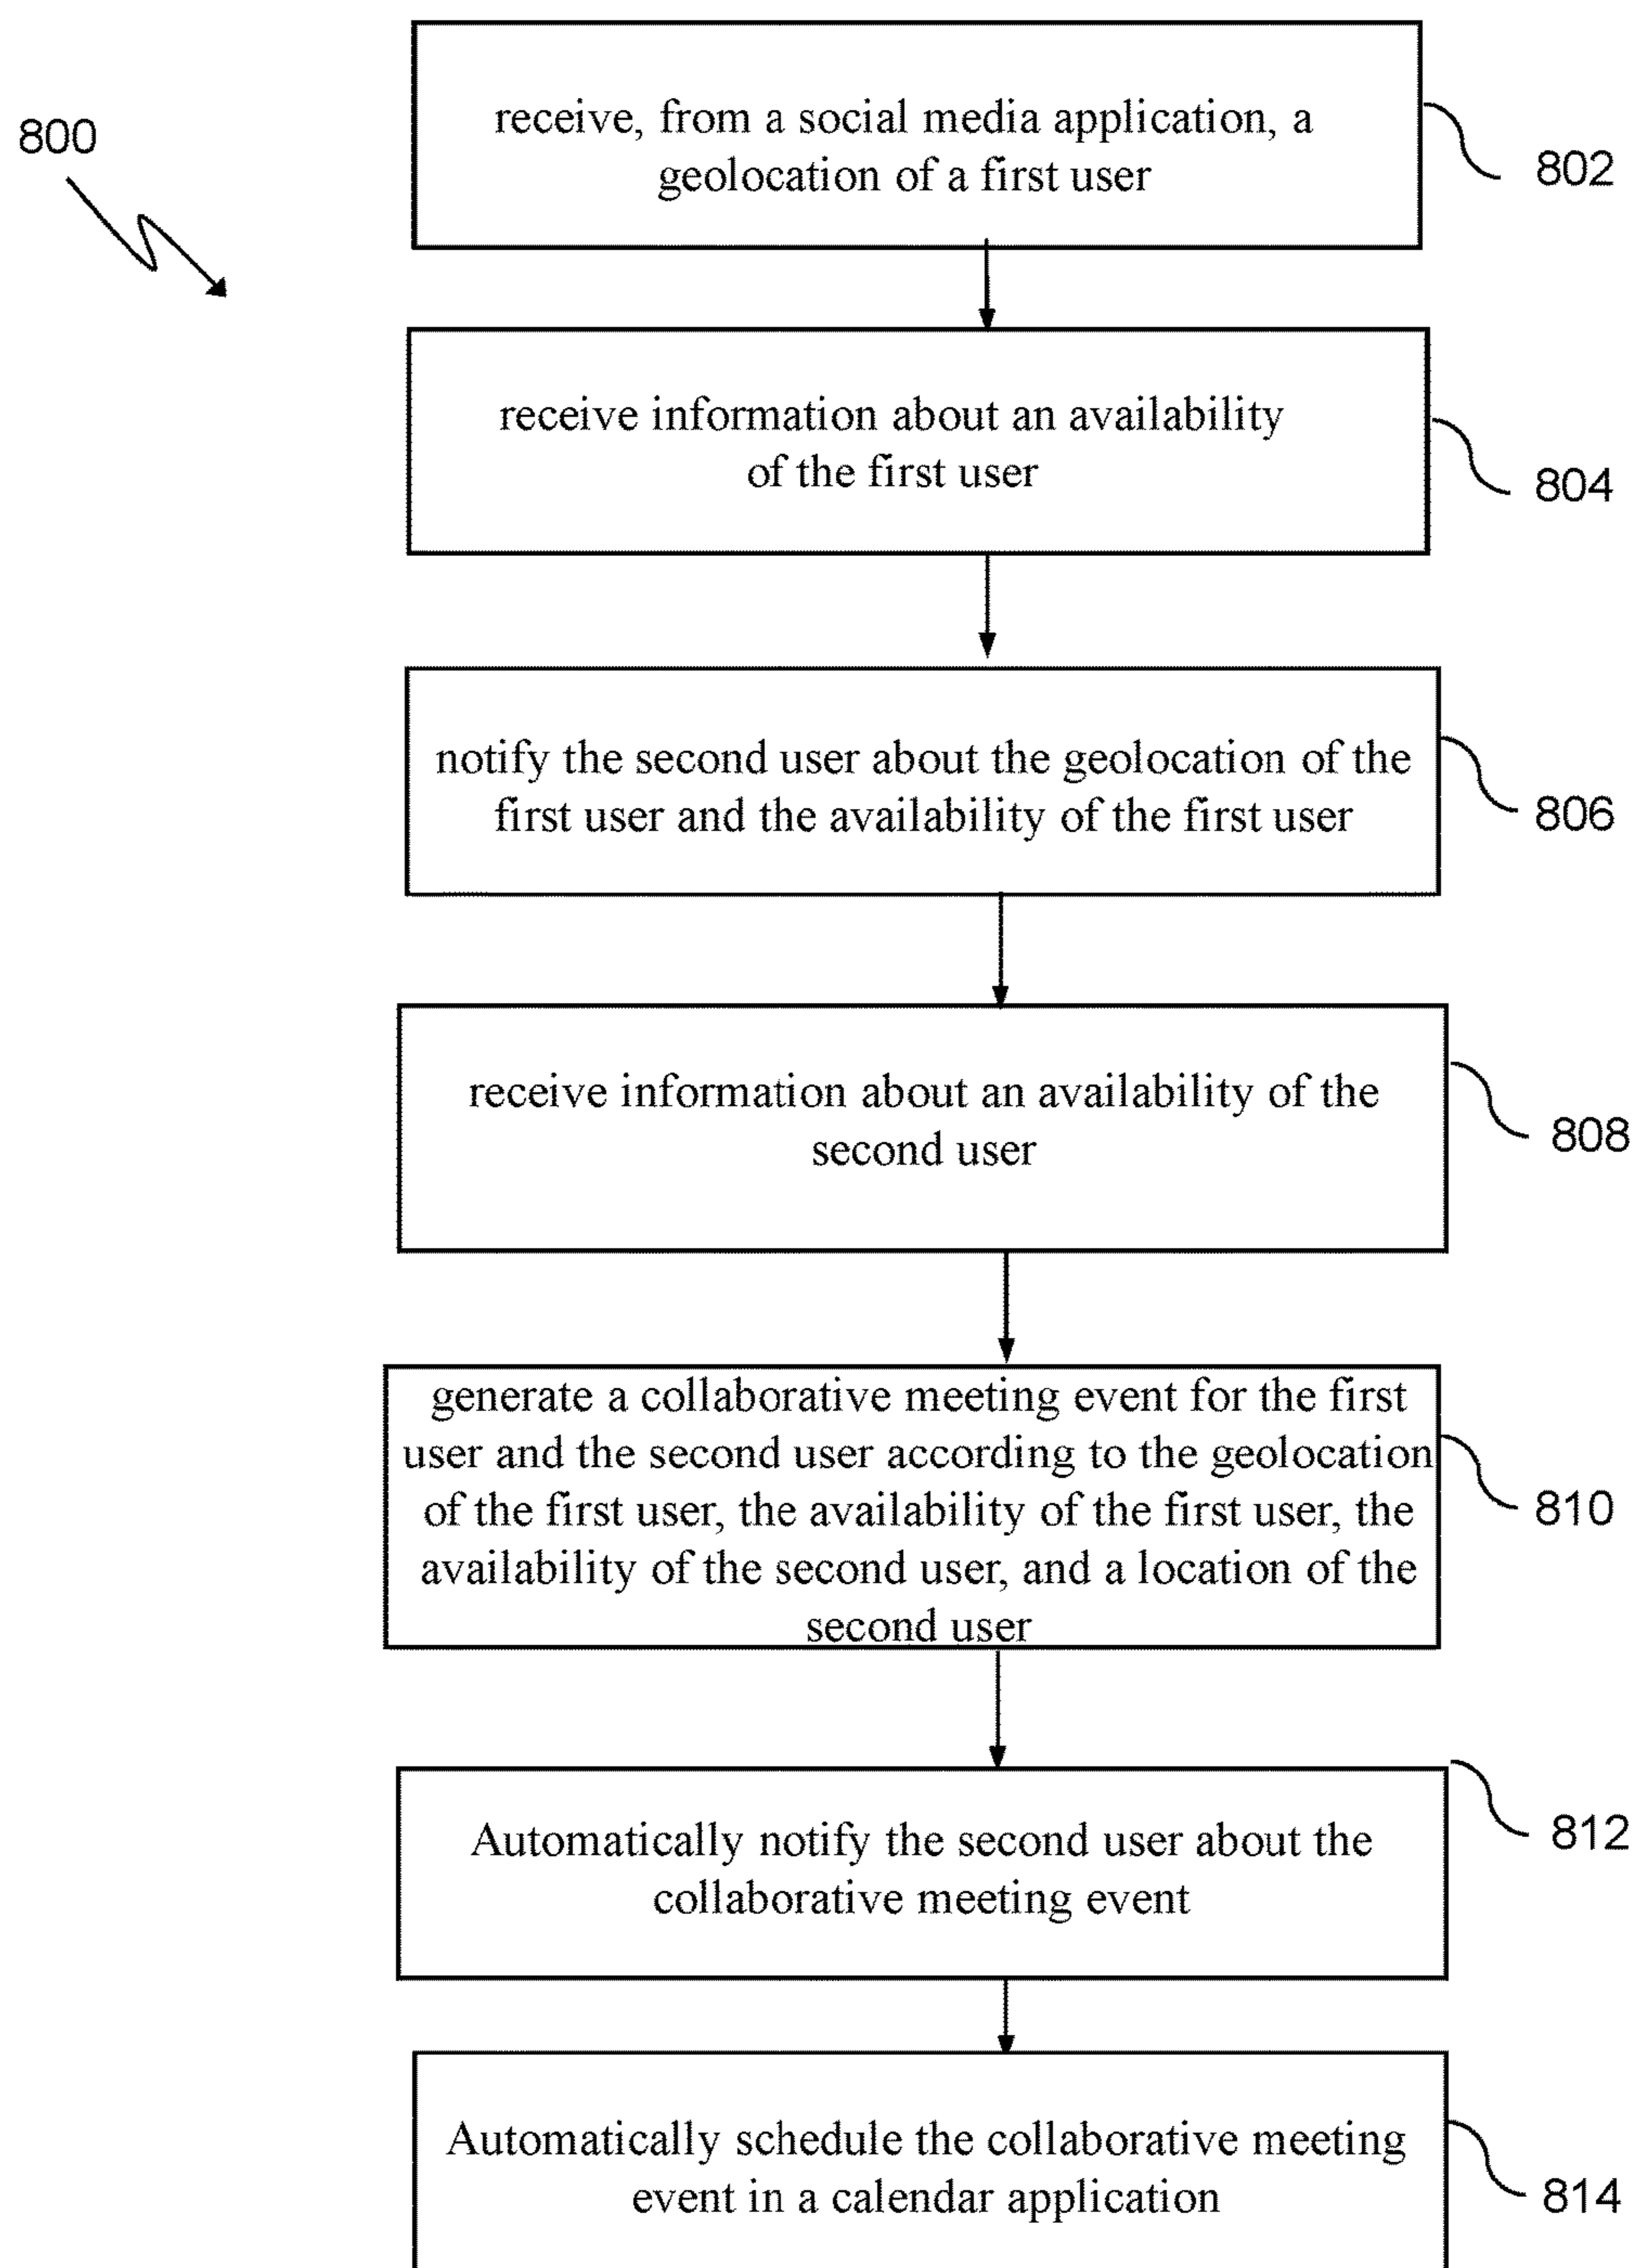 800
receive, from a social media application, a
geolocation of a first user
802
receive information about an availability
of the first user
804
notify the second user about the geolocation of the
first user and the availability of the first user
806
receive information about an availability of the
second user
808
generate a collaborative meeting event for the first
user and the second user according to the geolocation
of the first user, the availability of the first user, the
availability of the second user, and a location of the
second user
810
Automatically notify the second user about the
collaborative meeting event
812
Automatically schedule the collaborative meeting
event in a calendar application
814